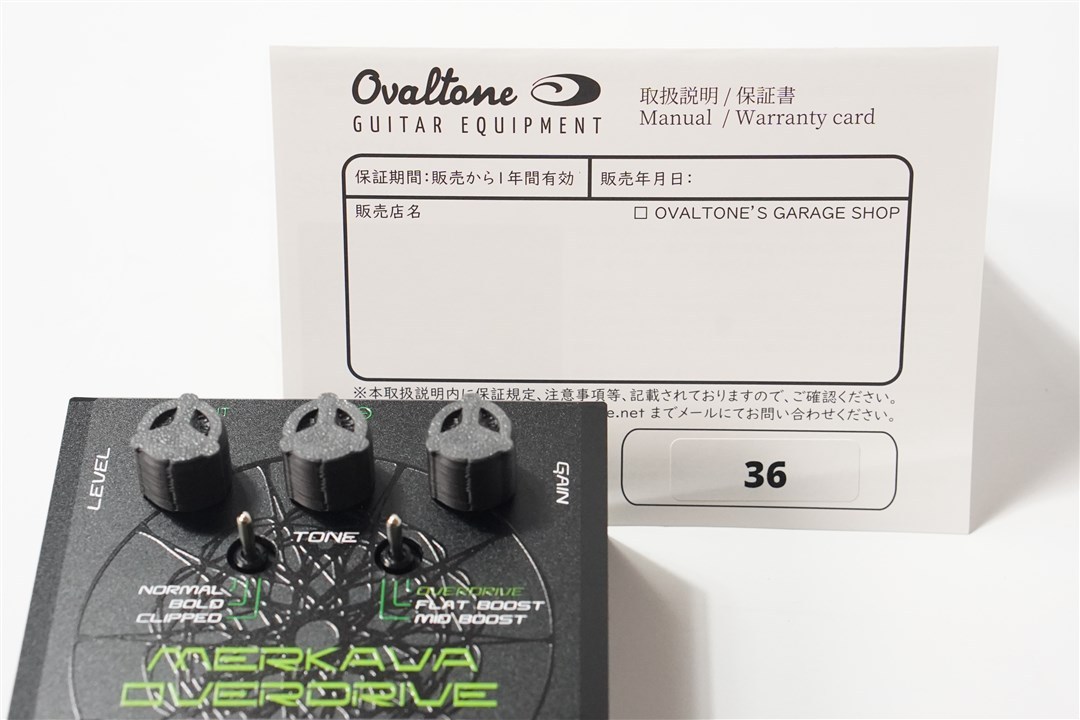 Ovaltone
GUITAR EQUIPMENT
取扱説明 / 保証書
Manual / Warranty card
保証期間:販売から1年間有効
販売年月日:
販売店名
□ OVALTONE'S GARAGE SHOP
※本取扱説明内に保証規定、注意事項等、記載されておりますので、ご確認ください。
e.net までメールにてお問い合わせください。
36
LEVEL
GAIN
TONE
NORMAL
BOLD
CLIPPED
OVERDRIVE
FLAT BOOST
MID BOOST
MERKAVA
OVERDRIVE